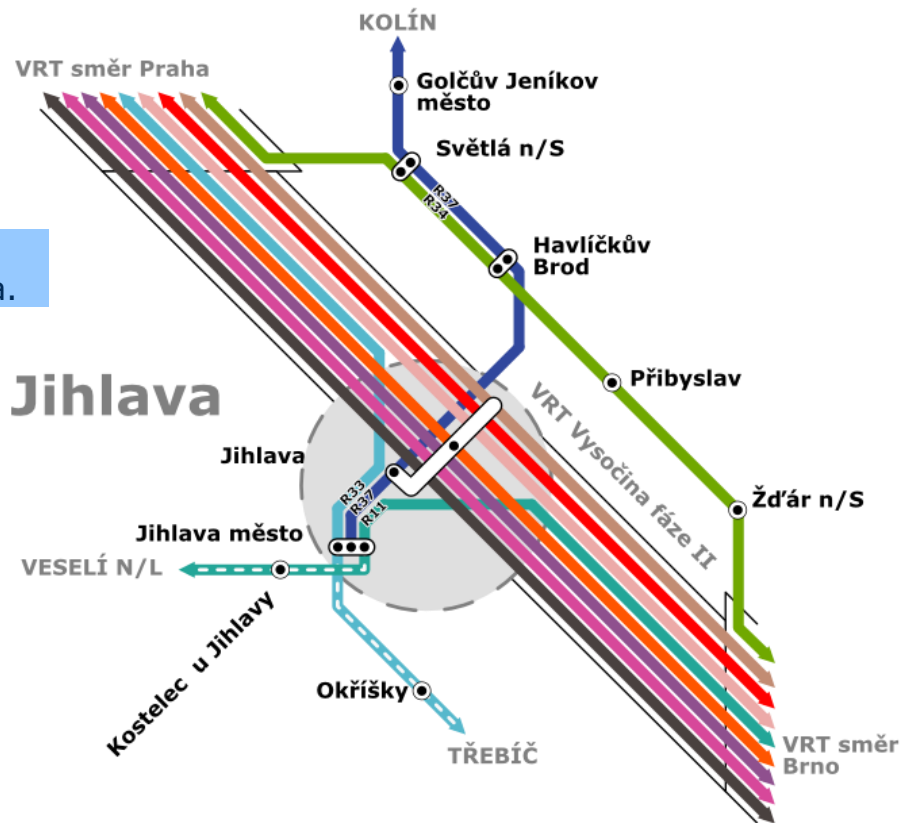 KOLÍN
VRT směr Praha
Golčův Jeníkov
město
Světlá n/S
R37
R34
Havlíčkův
Brod
a.
Jihlava
Přibyslav
VRT Vysočina fáze II
Jihlava
R33
R37
R11
Žďár n/S
Jihlava město
VESELÍ N/L
Kostelec u Jihlavy
Okříšky
TŘEBÍČ
VRT směr
Brno